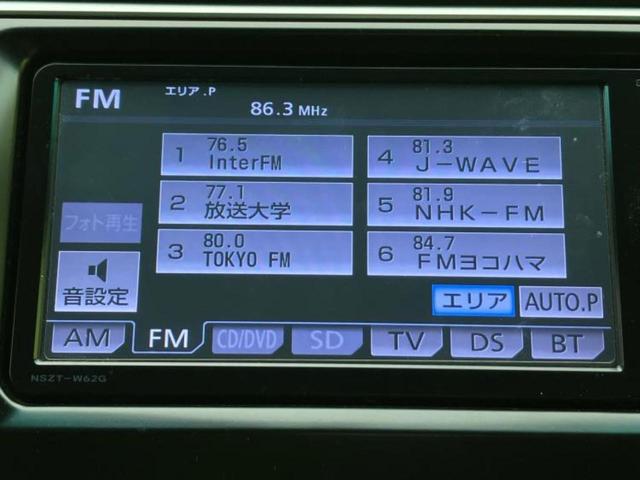 FM
エリア.P
86.3 MHz
1 76.5 InterFM
4 81.3 J-WAVE
2 77.1 放送大学
5 81.9 NHK-FM
フォト再生
3 80.0 TOKYO FM
6 84.7 FMヨコハマ
音設定
エリア
AUTO.P
AM
FM
CD/DVD
SD
TV
DS
BT
NSZT-W62G